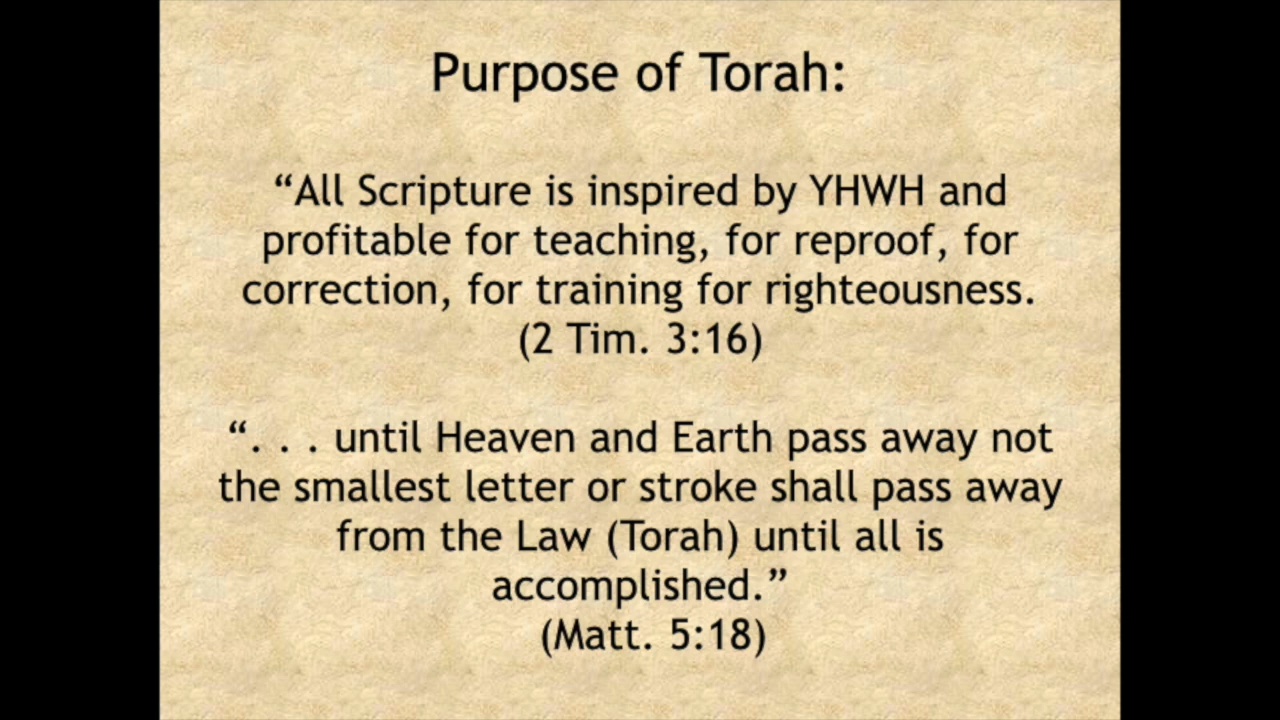 Purpose of Torah:
“All Scripture is inspired by YHWH and
profitable for teaching, for reproof, for
correction, for training for righteousness.
(2 Tim. 3:16)
“. . . until Heaven and Earth pass away not
the smallest letter or stroke shall pass away
from the Law (Torah) until all is
accomplished.”
(Matt. 5:18)